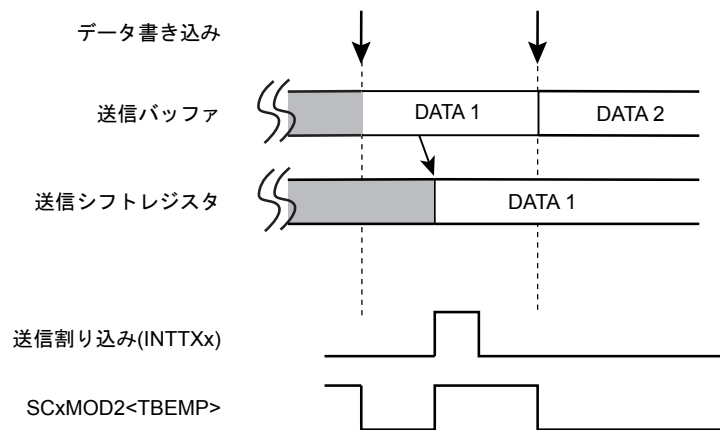 データ書き込み
送信バッファ
DATA 1
DATA 2
送信シフトレジスタ
DATA 1
送信割り込み(INTTXx)
SCxMOD2<TBEMP>